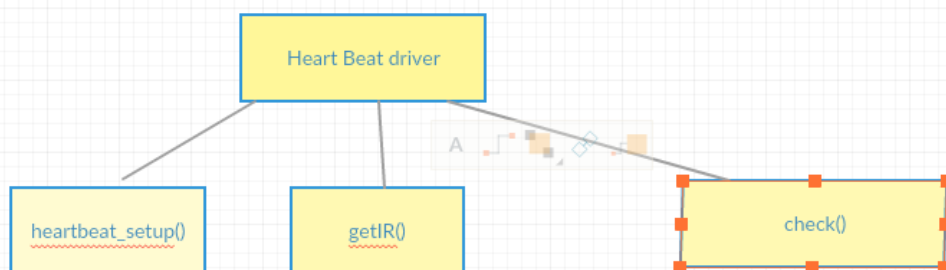 Heart Beat driver
A
heartbeat_setup()
getIR()
check()